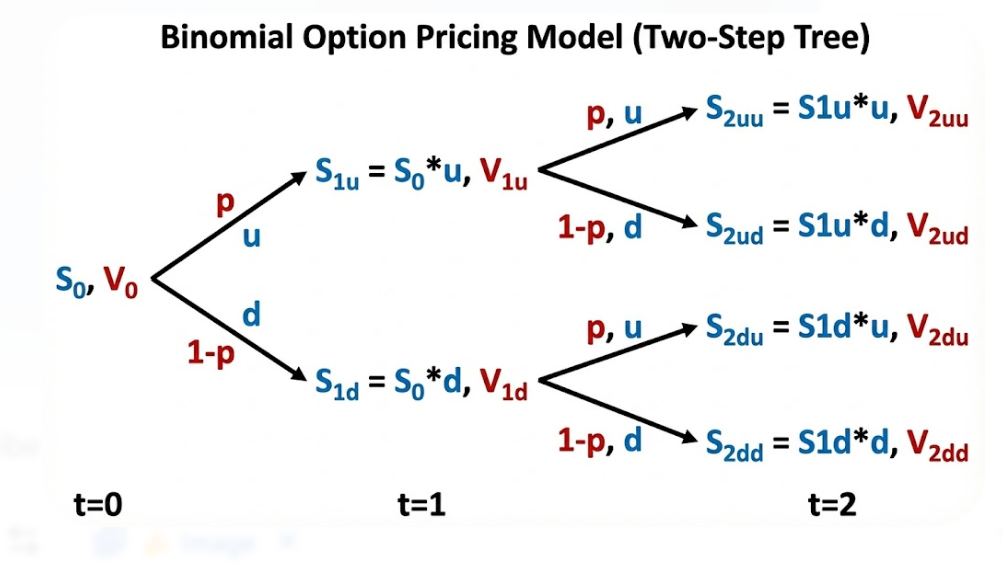 Binomial Option Pricing Model (Two-Step Tree)
p, u
S2uu = S1u*u, V2uu
S1u = S0*u, V1u
p
u
1-p, d
S2ud = S1u*d, V2ud
S0, V0
d
1-p
p, u
S2du = S1d*u, V2du
S1d = S0*d, V1d
1-p, d
S2dd = S1d*d, V2dd
t=0
t=1
t=2
Image